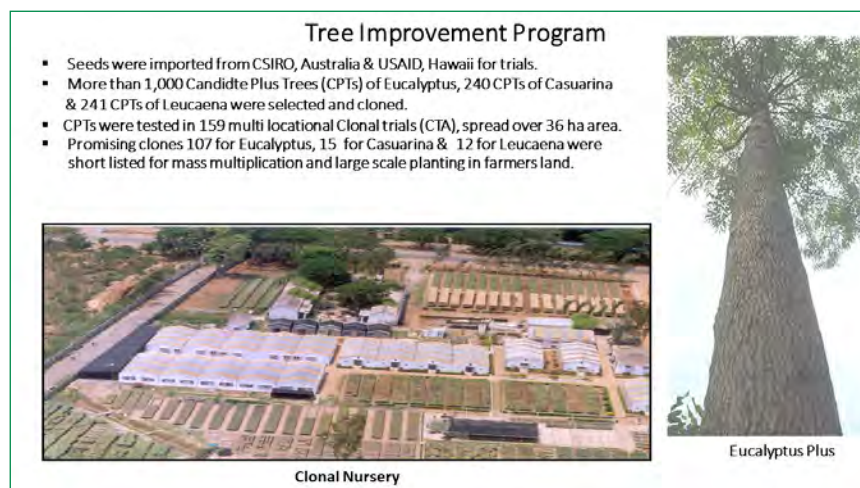 Tree Improvement Program
▪ Seeds were imported from CSIRO, Australia & USAID, Hawaii for trials.
▪ More than 1,000 Candidte Plus Trees (CPTs) of Eucalyptus, 240 CPTs of Casuarina
& 241 CPTs of Leucaena were selected and cloned.
▪ CPTs were tested in 159 multi locational Clonal trials (CTA), spread over 36 ha area.
▪ Promising clones 107 for Eucalyptus, 15 for Casuarina & 12 for Leucaena were
short listed for mass multiplication and large scale planting in farmers land.
Clonal Nursery
Eucalyptus Plus